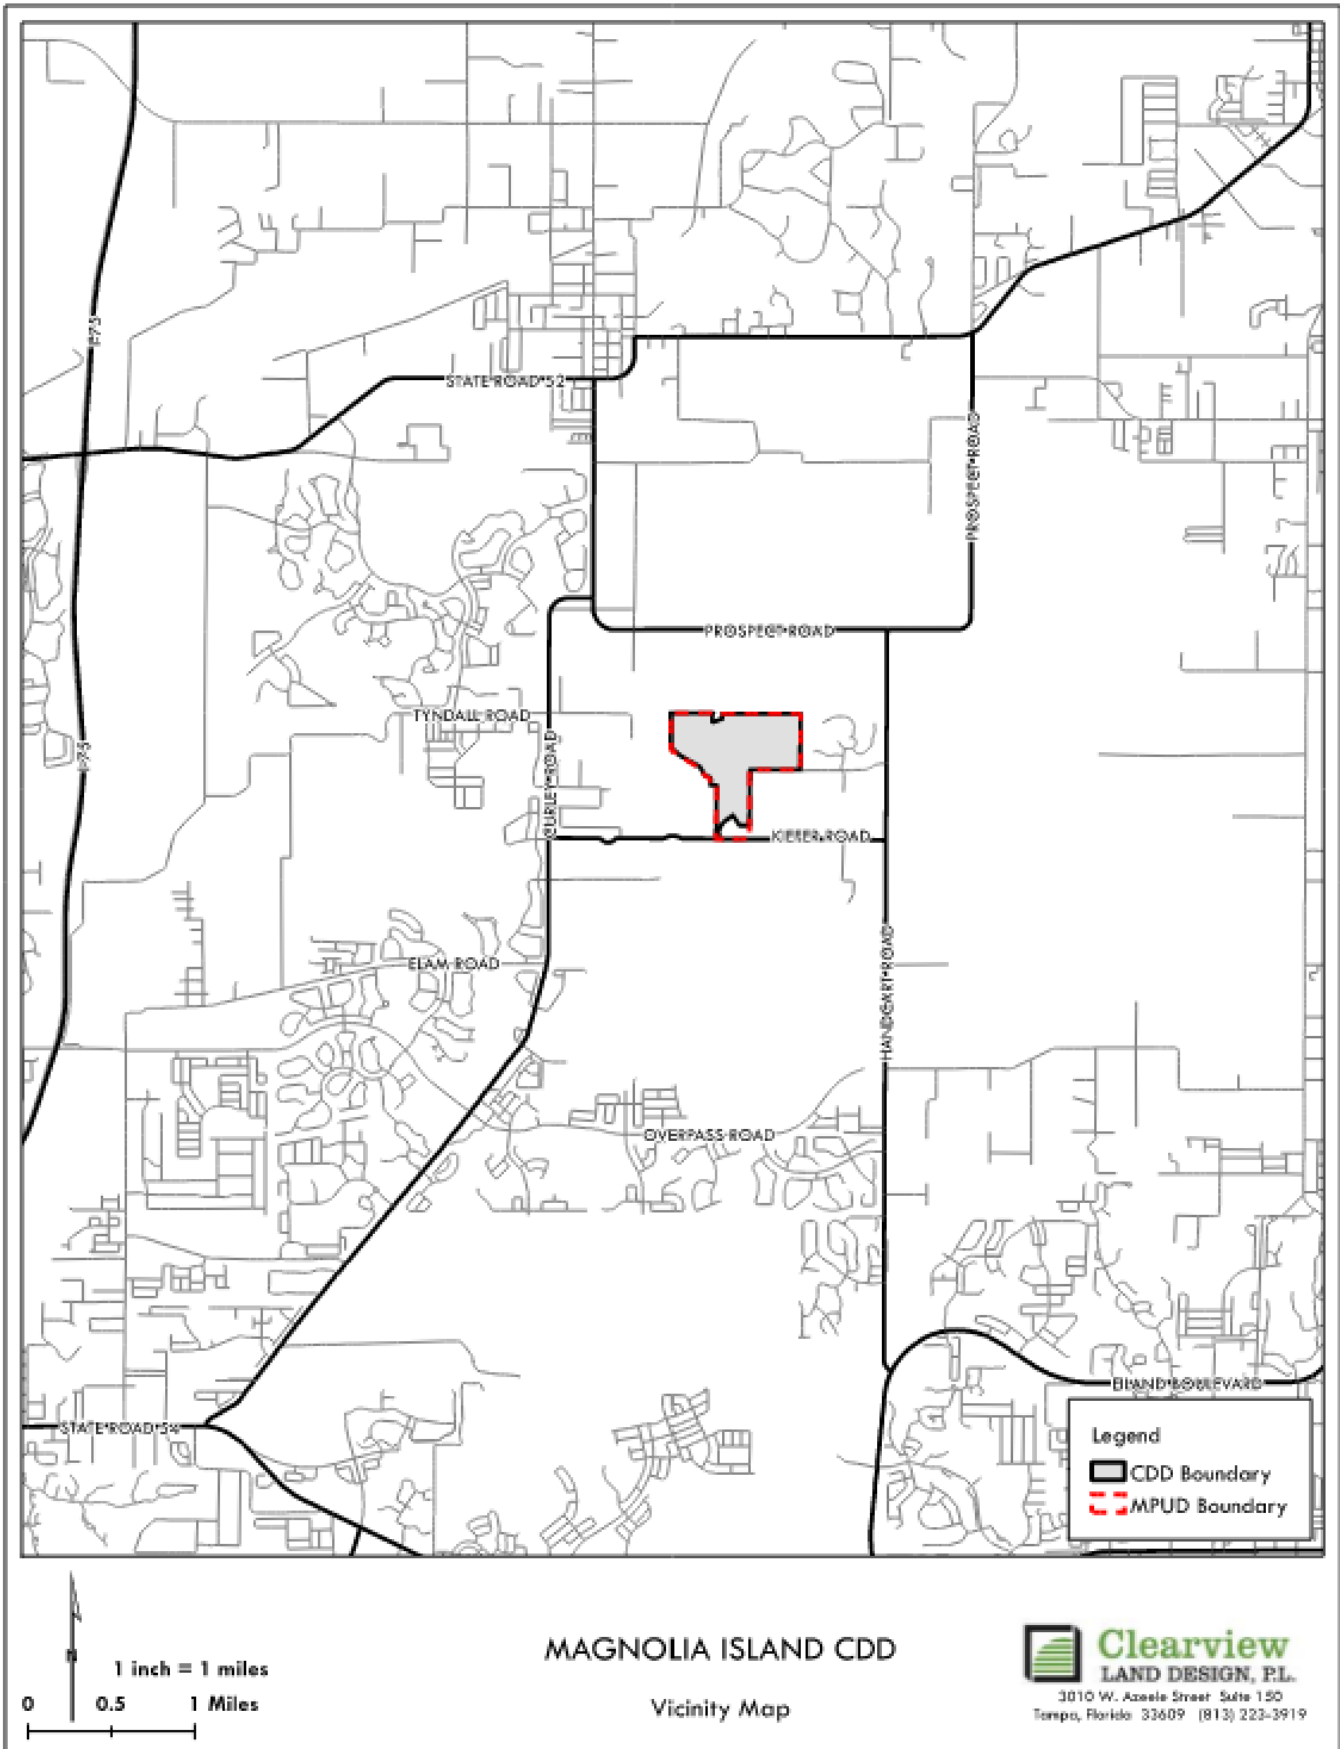 I-75
STATE ROAD 52
PROSPECT ROAD
PROSPECT ROAD
TYNDALL ROAD
I-75
CURLEY ROAD
KIEFER ROAD
ELAM ROAD
HANDCART ROAD
OVERPASS ROAD
EILAND BOULEVARD
STATE ROAD 54
Legend
CDD Boundary
MPUD Boundary
N
1 inch = 1 miles
0 0.5 1 Miles
MAGNOLIA ISLAND CDD
Vicinity Map
Clearview
LAND DESIGN, P.L.
3010 W. Azeele Street Suite 150
Tampa, Florida 33609 (813) 223-3919